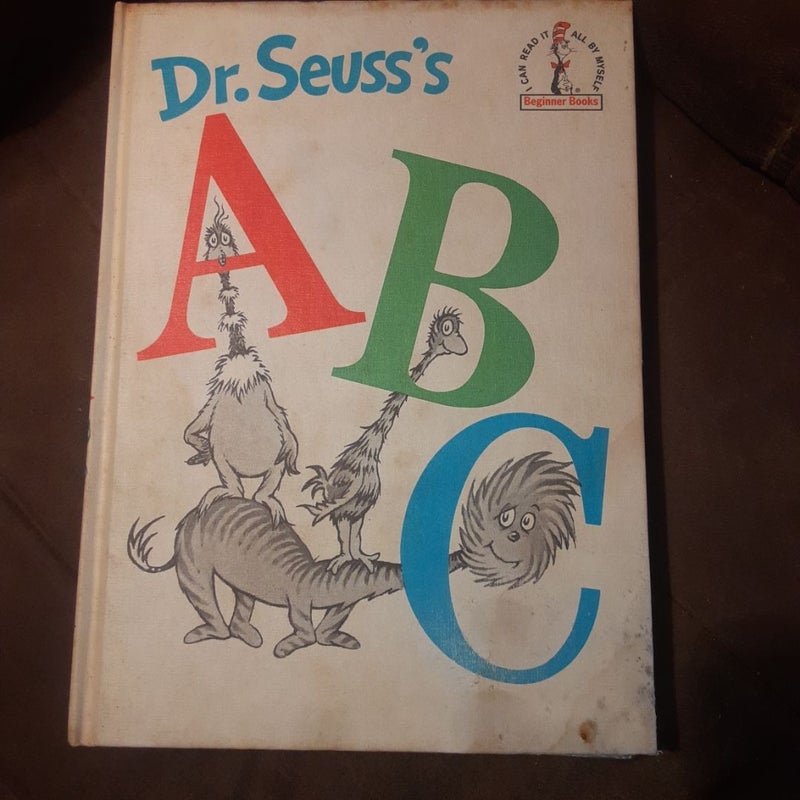 Dr. Seuss's
I CAN READ IT ALL BY MYSELF
®
Beginner Books
A
B
C